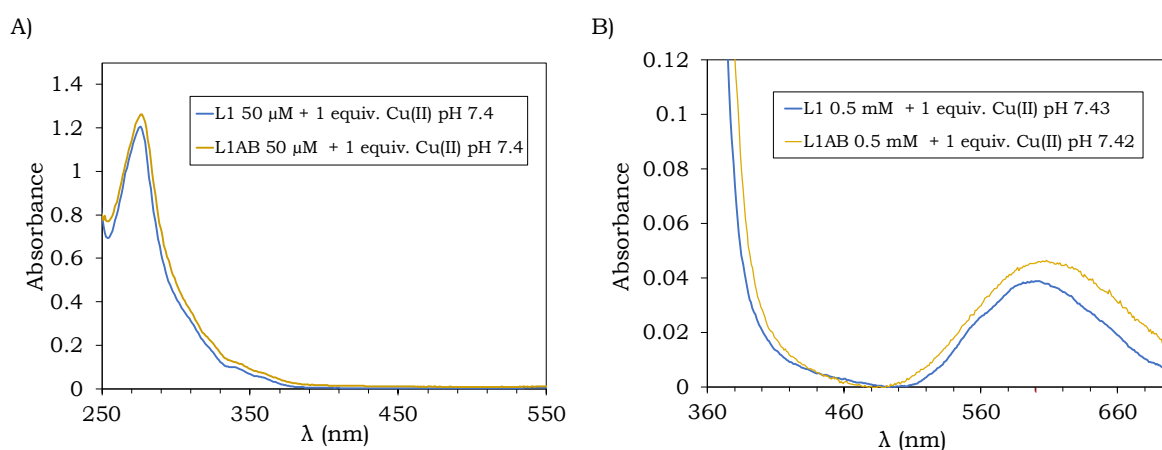 A)
Absorbance
1.4
1.2
1
0.8
0.6
0.4
0.2
0
250
350
450
550
λ (nm)
L1 50 µM + 1 equiv. Cu(II) pH 7.4
L1AB 50 µM + 1 equiv. Cu(II) pH 7.4
B)
Absorbance
0.12
0.1
0.08
0.06
0.04
0.02
0
360
460
560
660
λ (nm)
L1 0.5 mM + 1 equiv. Cu(II) pH 7.43
L1AB 0.5 mM + 1 equiv. Cu(II) pH 7.42